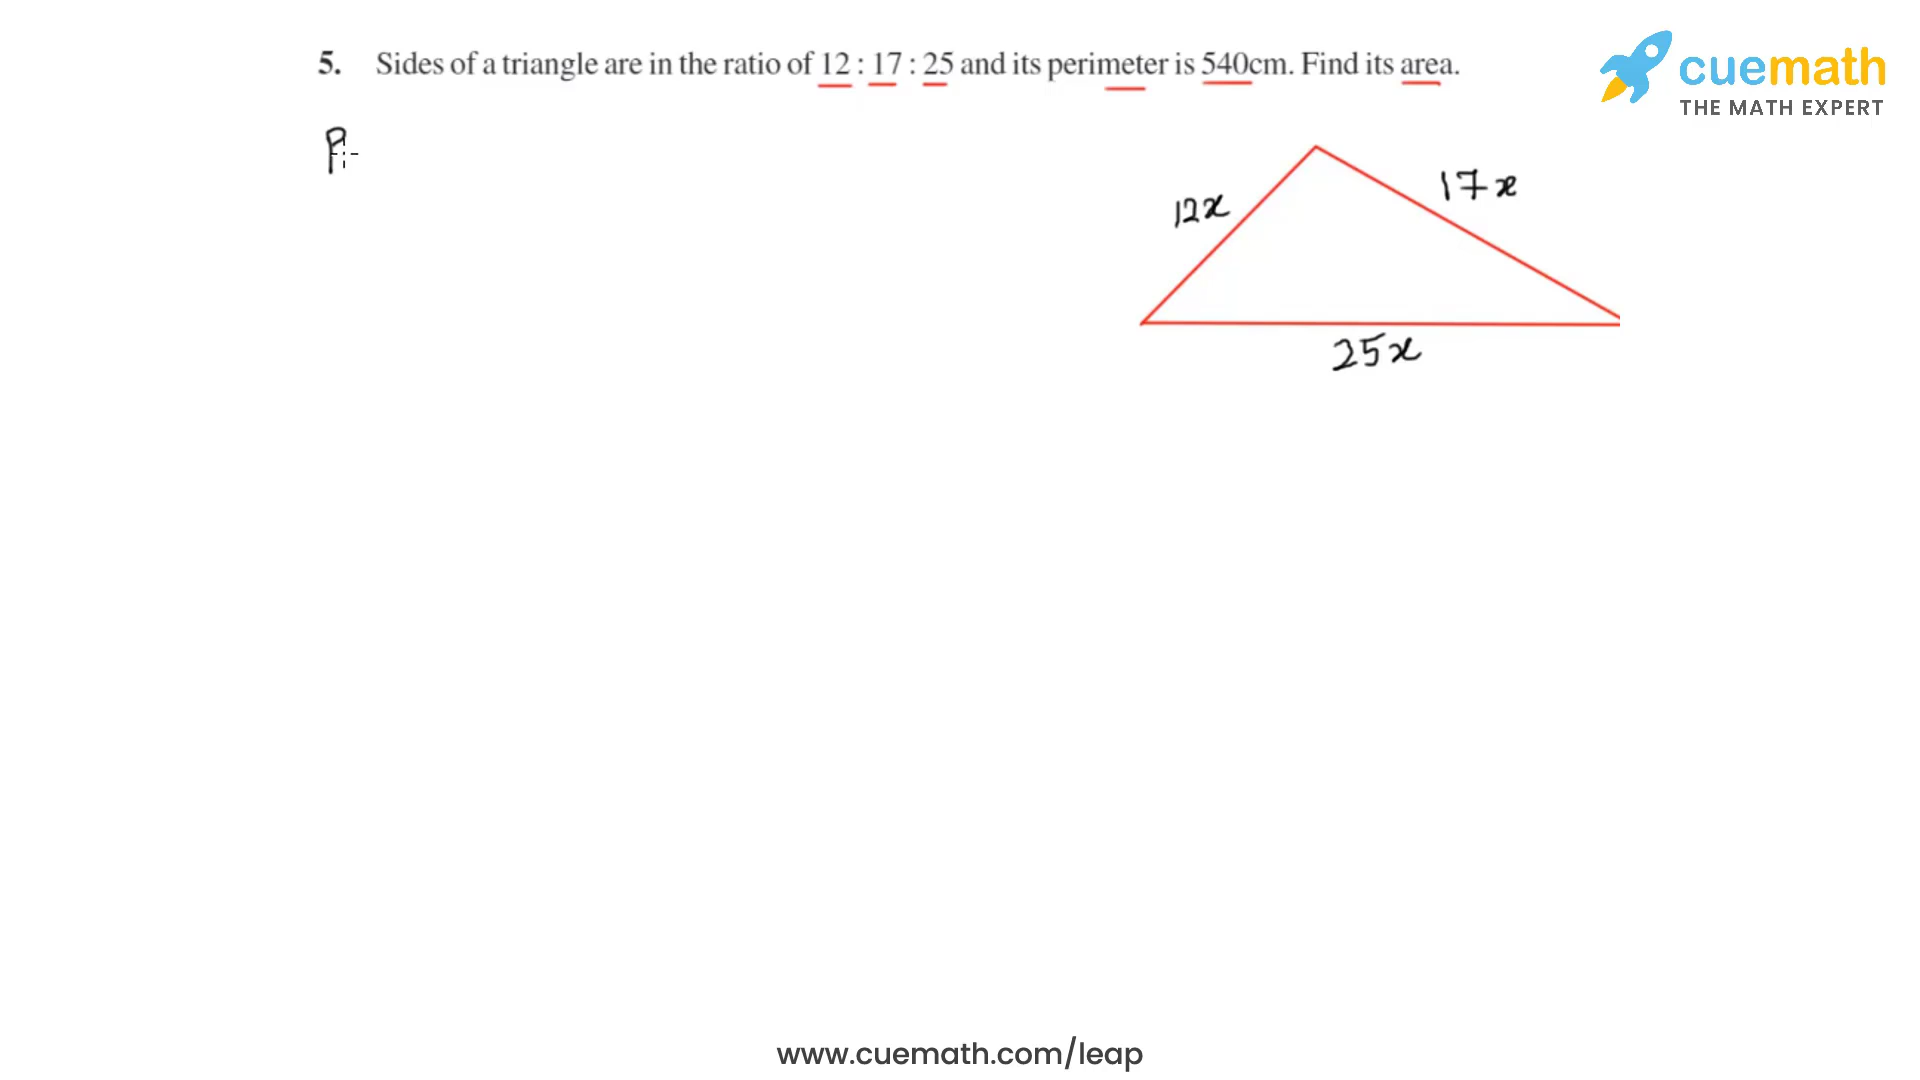 5. Sides of a triangle are in the ratio of 12 : 17 : 25 and its perimeter is 540cm. Find its area.
cuemath
THE MATH EXPERT
P
12x
17x
25x
www.cuemath.com/leap